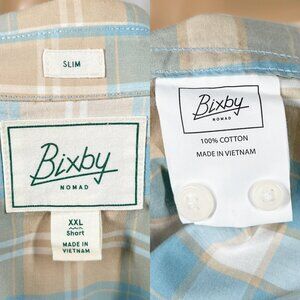 SLIM
Bixby
NOMAD
XXL
Short
MADE IN
VIETNAM
Bixby
NOMAD
100% COTTON
MADE IN VIETNAM